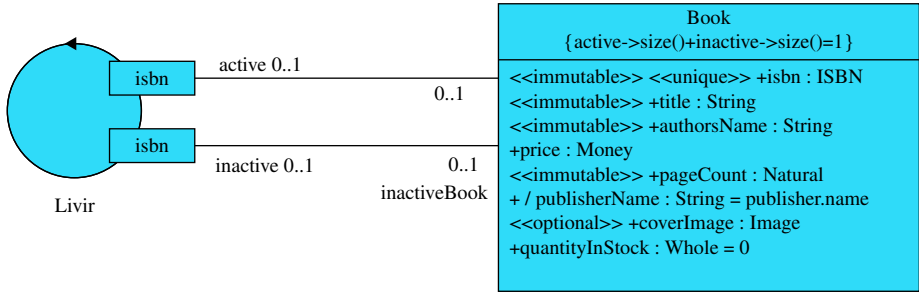 isbn
active 0..1
0..1
isbn
inactive 0..1
0..1
inactiveBook
Livir
Book
{active->size()+inactive->size()=1}
<<immutable>> <<unique>> +isbn : ISBN
<<immutable>> +title : String
<<immutable>> +authorsName : String
+price : Money
<<immutable>> +pageCount : Natural
+ / publisherName : String = publisher.name
<<optional>> +coverImage : Image
+quantityInStock : Whole = 0